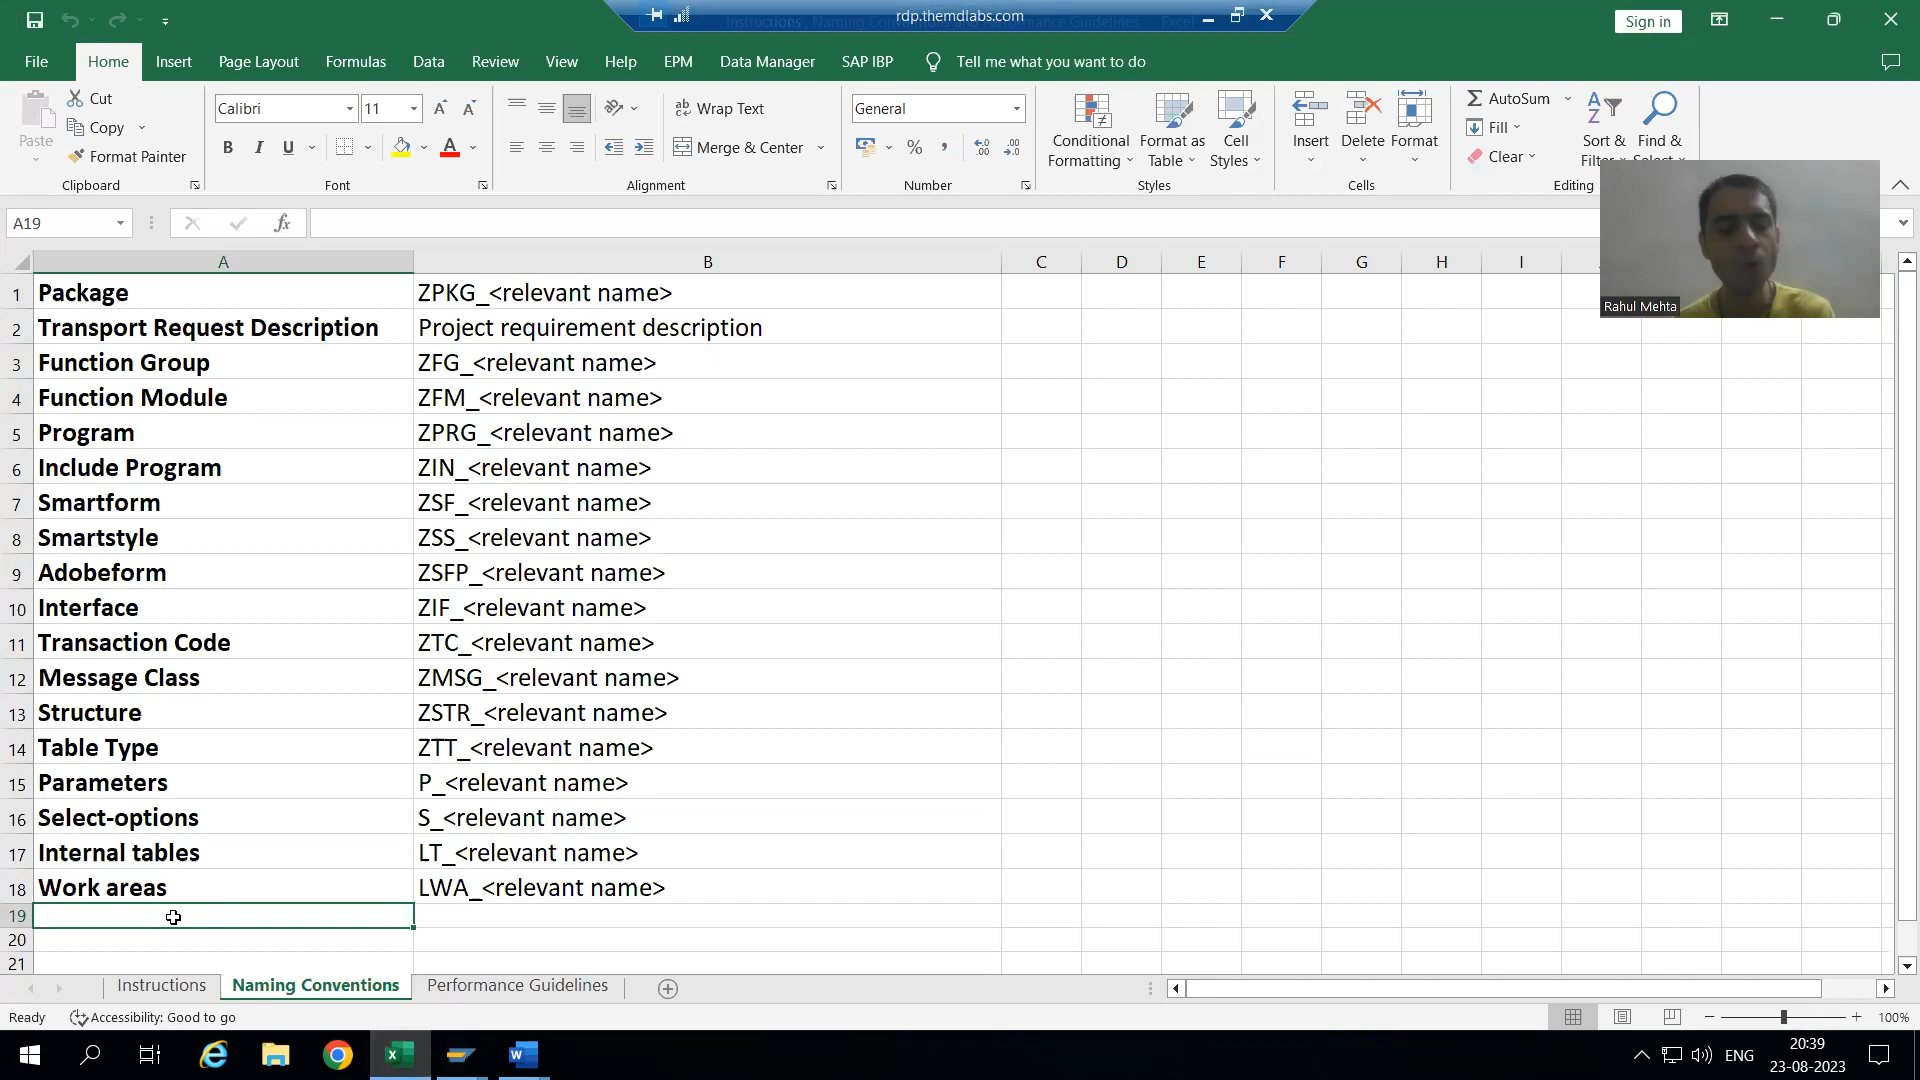 rdp.themdlabs.com
Sign in
File Home Insert Page Layout Formulas Data Review View Help EPM Data Manager SAP IBP Tell me what you want to do
Cut
Copy
Format Painter
Paste
Clipboard
Calibri 11
B I U
Font
Wrap Text
Merge & Center
Alignment
General
Number
Conditional Formatting
Format as Table
Cell Styles
Styles
Insert
Delete
Format
Cells
AutoSum
Fill
Clear
Sort & Filter
Find & Select
Editing
Rahul Mehta
A19
fx
A B C D E F G H I
1 Package ZPKG_<relevant name>
2 Transport Request Description Project requirement description
3 Function Group ZFG_<relevant name>
4 Function Module ZFM_<relevant name>
5 Program ZPRG_<relevant name>
6 Include Program ZIN_<relevant name>
7 Smartform ZSF_<relevant name>
8 Smartstyle ZSS_<relevant name>
9 Adobeform ZSFP_<relevant name>
10 Interface ZIF_<relevant name>
11 Transaction Code ZTC_<relevant name>
12 Message Class ZMSG_<relevant name>
13 Structure ZSTR_<relevant name>
14 Table Type ZTT_<relevant name>
15 Parameters P_<relevant name>
16 Select-options S_<relevant name>
17 Internal tables LT_<relevant name>
18 Work areas LWA_<relevant name>
19
20
21
Instructions Naming Conventions Performance Guidelines
Ready Accessibility: Good to go 100%
ENG
20:39
23-08-2023